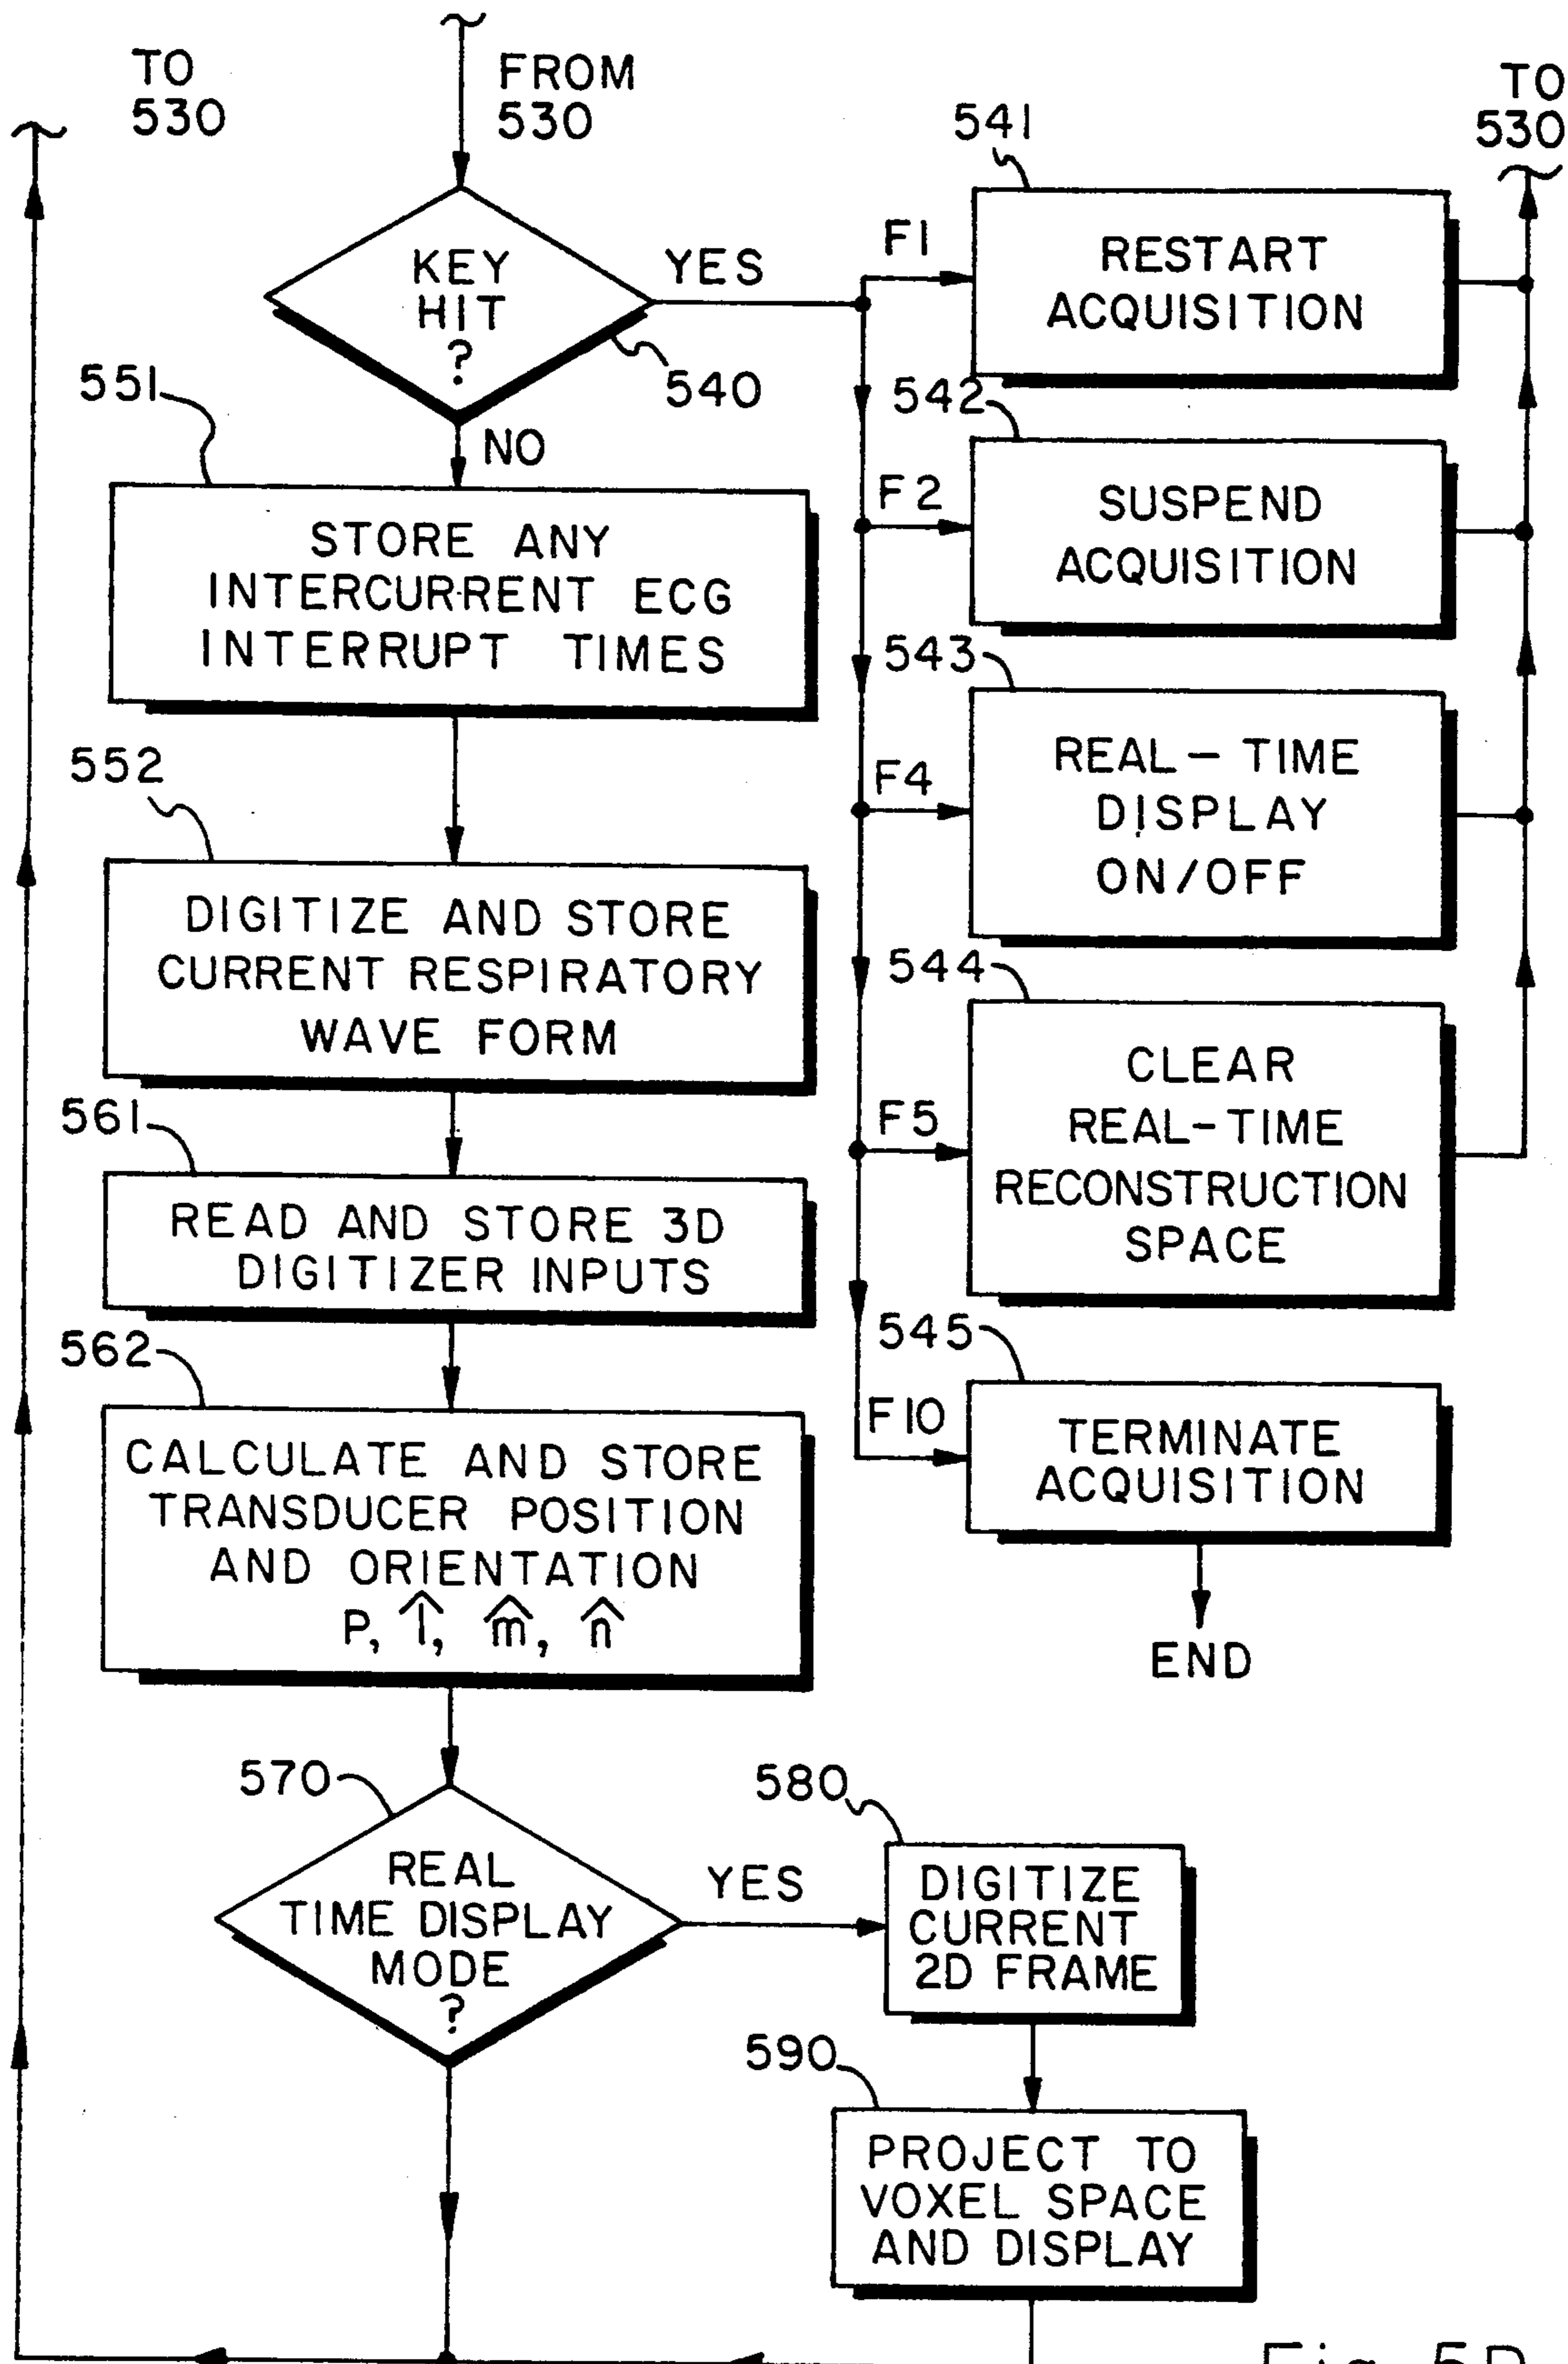 TO
530
FROM
530
TO
530
KEY
HIT
?
YES
540
NO
541
F1
RESTART
ACQUISITION
542
F2
SUSPEND
ACQUISITION
543
F4
REAL-TIME
DISPLAY
ON/OFF
544
F5
CLEAR
REAL-TIME
RECONSTRUCTION
SPACE
545
F10
TERMINATE
ACQUISITION
END
551
STORE ANY
INTERCURRENT ECG
INTERRUPT TIMES
552
DIGITIZE AND STORE
CURRENT RESPIRATORY
WAVE FORM
561
READ AND STORE 3D
DIGITIZER INPUTS
562
CALCULATE AND STORE
TRANSDUCER POSITION
AND ORIENTATION
P, l̂, m̂, n̂
570
REAL
TIME DISPLAY
MODE
?
YES
580
DIGITIZE
CURRENT
2D FRAME
590
PROJECT TO
VOXEL SPACE
AND DISPLAY